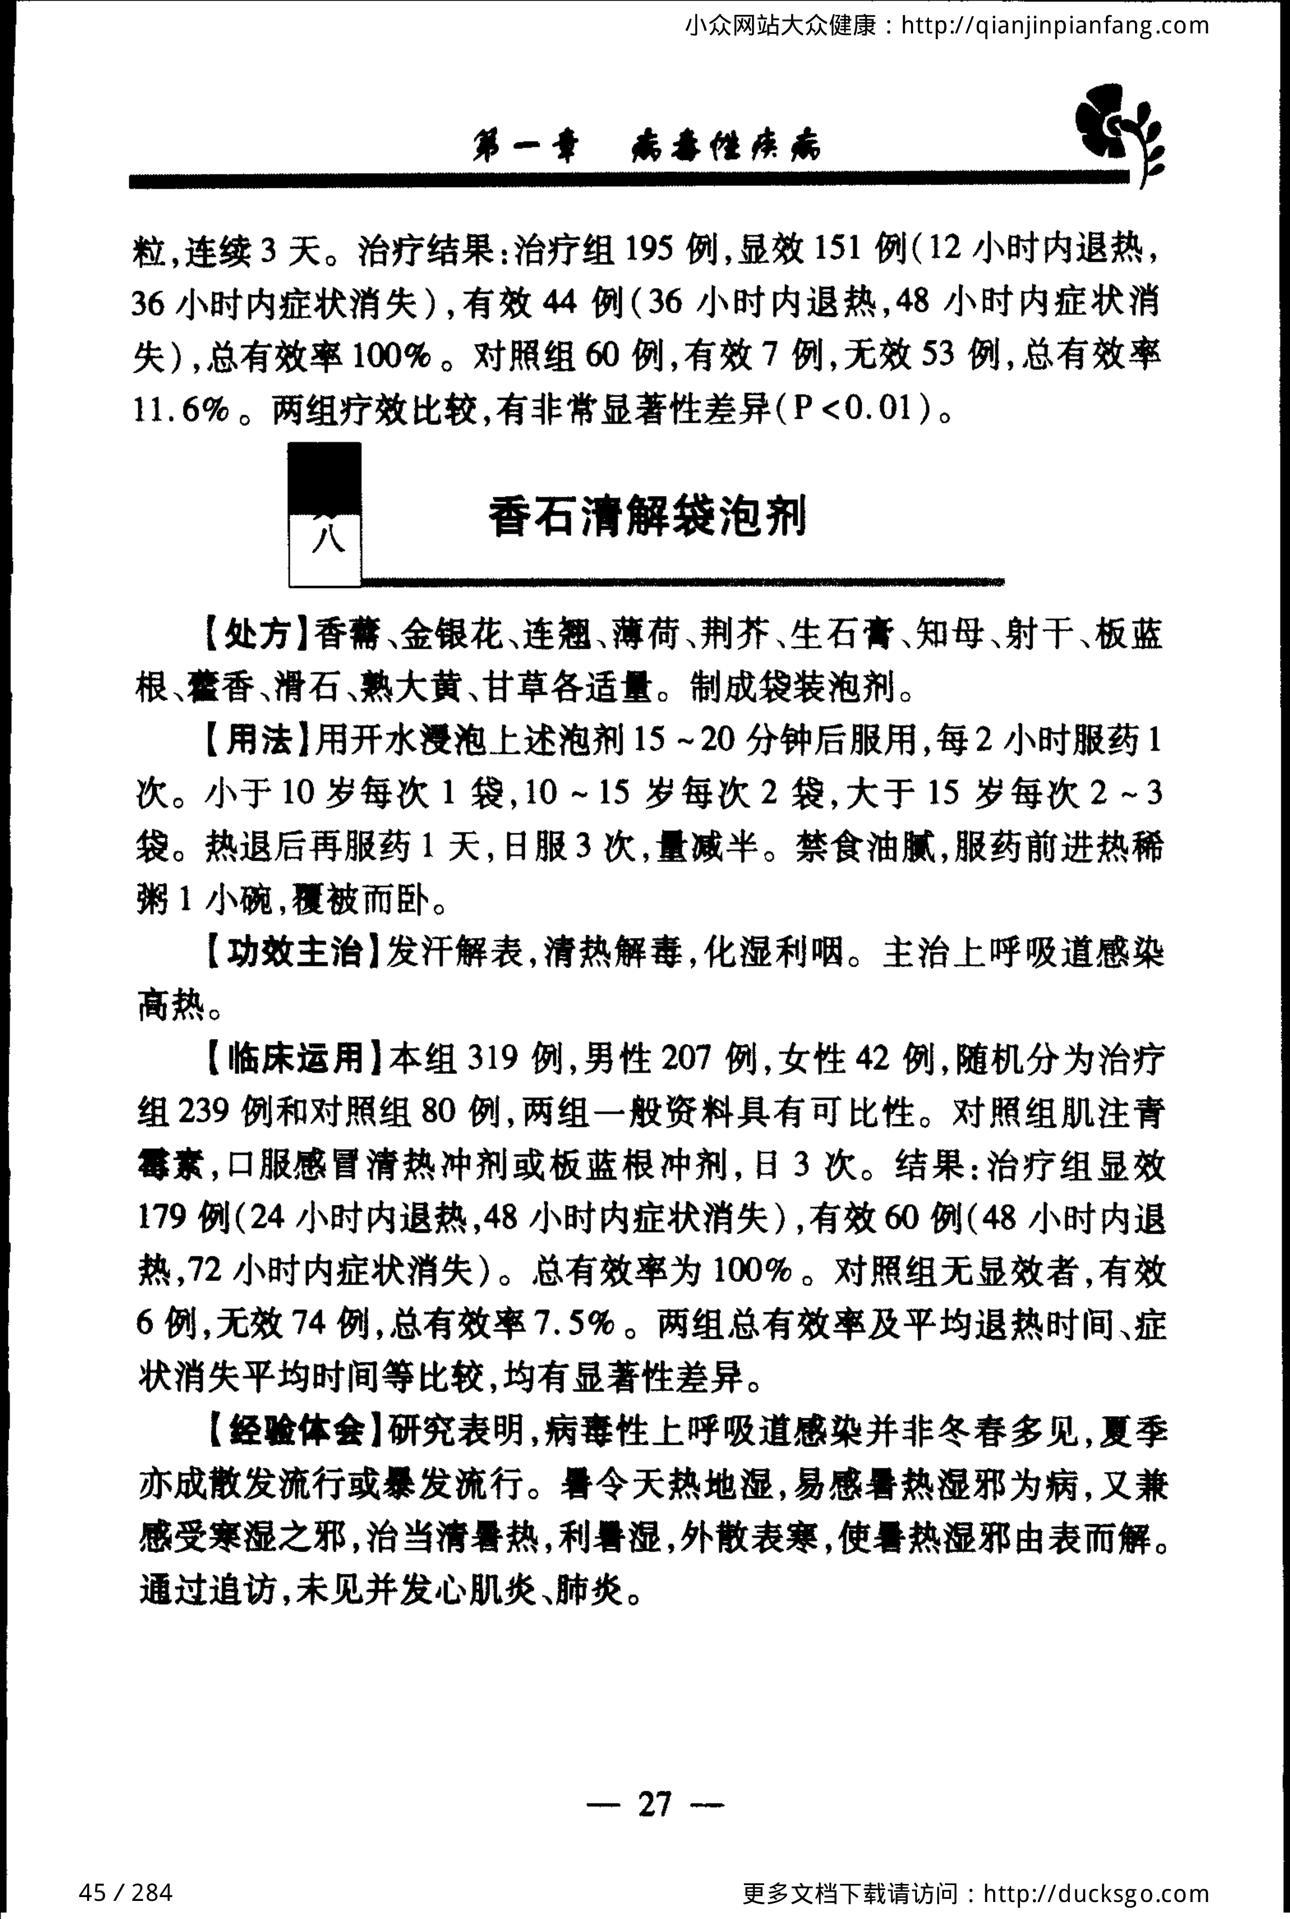 小众网站大众健康：http://qianjinpianfang.com
第一章 病毒性疾病
粒,连续3天。治疗结果:治疗组195例,显效151例(12小时内退热,
36小时内症状消失),有效44例(36小时内退热,48小时内症状消
失),总有效率100%。对照组60例,有效7例,无效53例,总有效率
11.6%。两组疗效比较,有非常显著性差异(P<0.01)。
八
香石清解袋泡剂
【处方】香薷、金银花、连翘、薄荷、荆芥、生石膏、知母、射干、板蓝
根、藿香、滑石、熟大黄、甘草各适量。制成袋装泡剂。
【用法】用开水浸泡上述泡剂15~20分钟后服用,每2小时服药1
次。小于10岁每次1袋,10~15岁每次2袋,大于15岁每次2~3
袋。热退后再服药1天,日服3次,量减半。禁食油腻,服药前进热稀
粥1小碗,覆被而卧。
【功效主治】发汗解表,清热解毒,化湿利咽。主治上呼吸道感染
高热。
【临床运用】本组319例,男性207例,女性42例,随机分为治疗
组239例和对照组80例,两组一般资料具有可比性。对照组肌注青
霉素,口服感冒清热冲剂或板蓝根冲剂,日3次。结果:治疗组显效
179例(24小时内退热,48小时内症状消失),有效60例(48小时内退
热,72小时内症状消失)。总有效率为100%。对照组无显效者,有效
6例,无效74例,总有效率7.5%。两组总有效率及平均退热时间、症
状消失平均时间等比较,均有显著性差异。
【经验体会】研究表明,病毒性上呼吸道感染并非冬春多见,夏季
亦成散发流行或暴发流行。暑令天热地湿,易感暑热湿邪为病,又兼
感受寒湿之邪,治当清暑热,利暑湿,外散表寒,使暑热湿邪由表而解。
通过追访,未见并发心肌炎、肺炎。
— 27 —
45 / 284
更多文档下载请访问：http://ducksgo.com